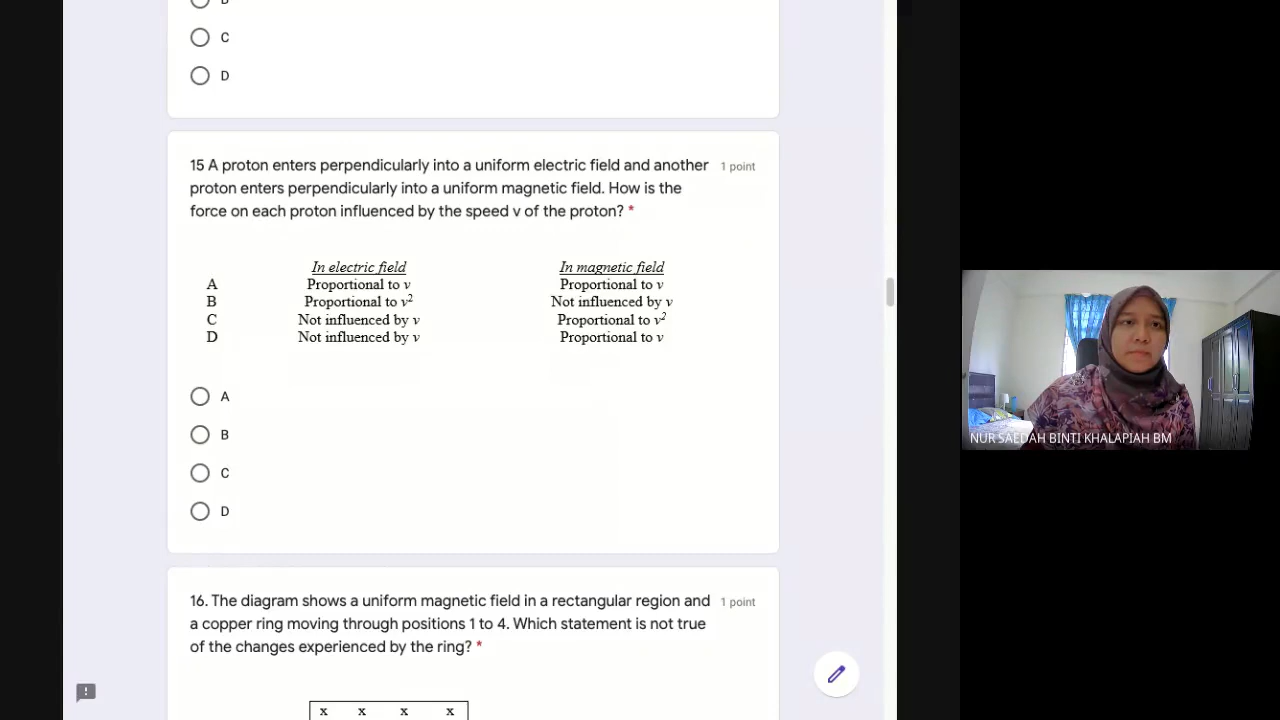 C
D
15 A proton enters perpendicularly into a uniform electric field and another
proton enters perpendicularly into a uniform magnetic field. How is the
force on each proton influenced by the speed v of the proton? *
1 point
In electric field In magnetic field
A Proportional to v Proportional to v
B Proportional to v² Not influenced by v
C Not influenced by v Proportional to v²
D Not influenced by v Proportional to v
A
B
C
D
16. The diagram shows a uniform magnetic field in a rectangular region and
a copper ring moving through positions 1 to 4. Which statement is not true
of the changes experienced by the ring? *
1 point
x x x x
NUR SAEDAH BINTI KHALAPIAH BM